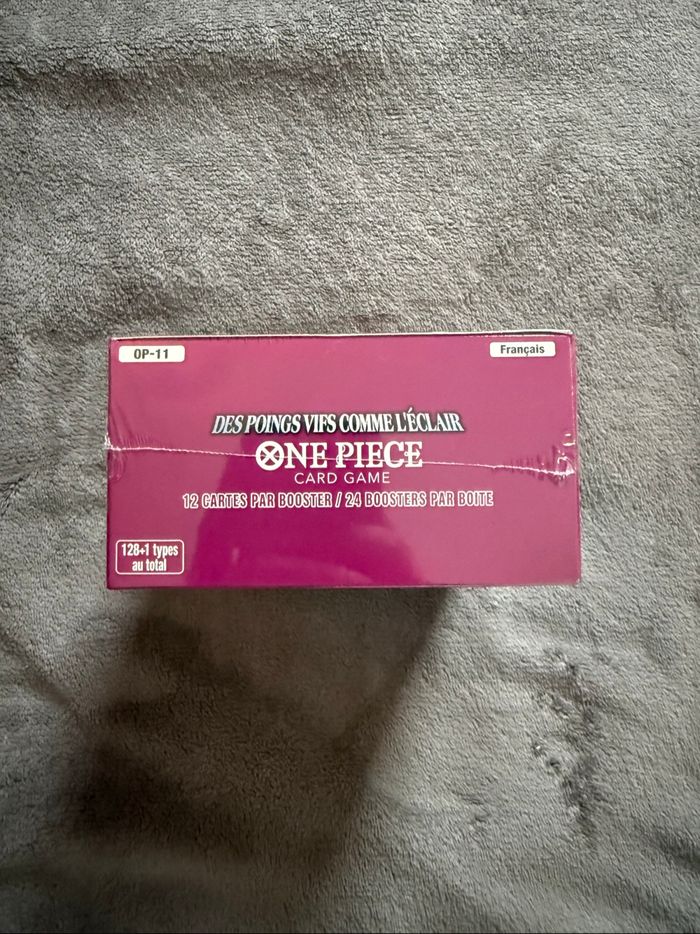 OP-11
Français
DES POINGS VIFS COMME L'ÉCLAIR
ONE PIECE
CARD GAME
12 CARTES PAR BOOSTER / 24 BOOSTERS PAR BOITE
128+1 types
au total